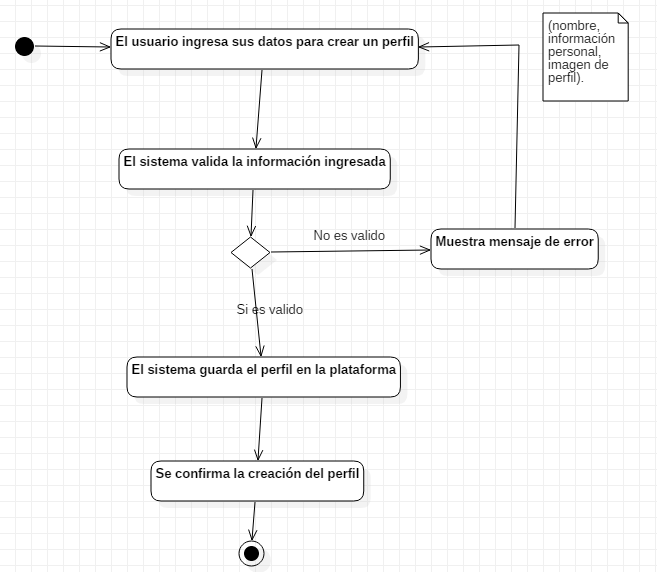 El usuario ingresa sus datos para crear un perfil
(nombre,
información
personal,
imagen de
perfil).
El sistema valida la información ingresada
No es valido
Muestra mensaje de error
Si es valido
El sistema guarda el perfil en la plataforma
Se confirma la creación del perfil